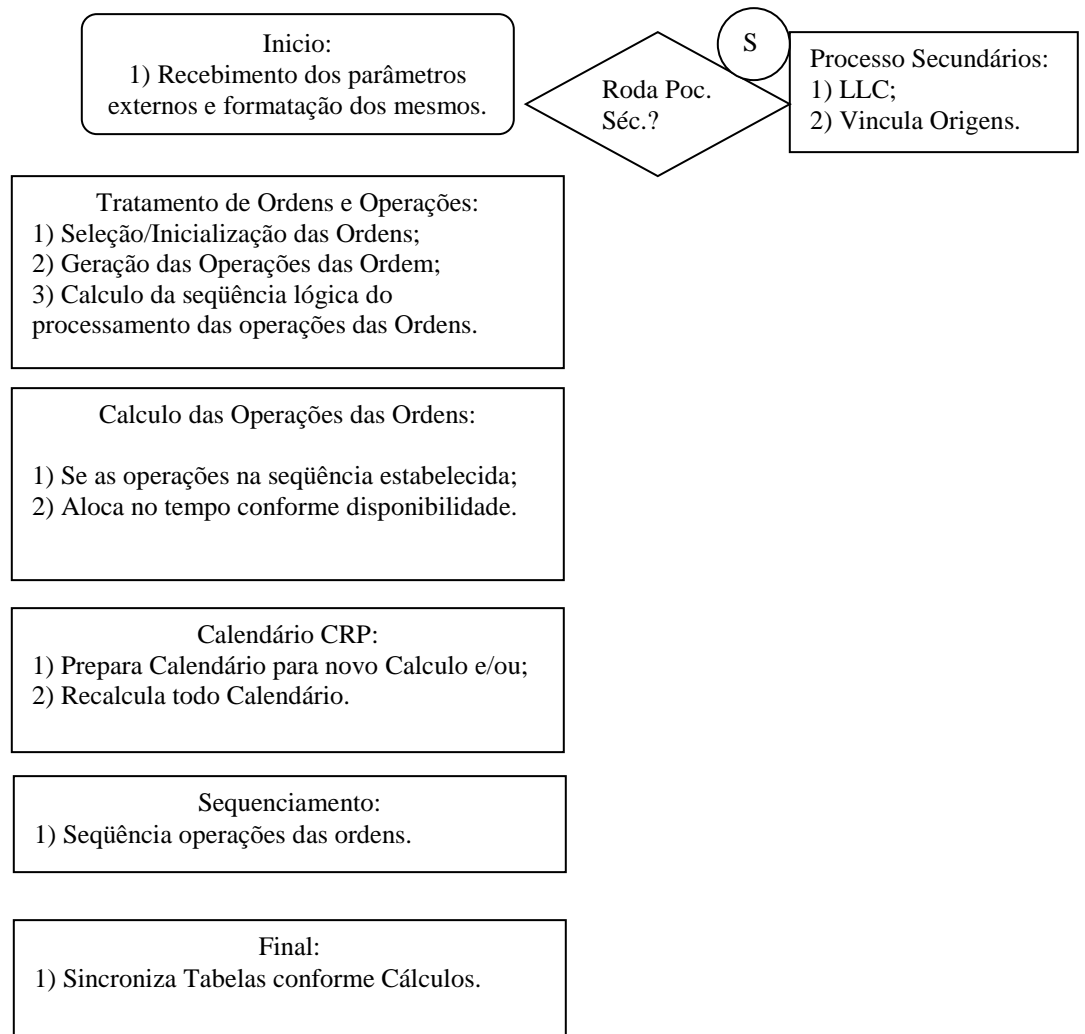 Inicio:
1) Recebimento dos parâmetros
externos e formatação dos mesmos.
Roda Poc.
Séc.?
S
Processo Secundários:
1) LLC;
2) Vincula Origens.
Tratamento de Ordens e Operações:
1) Seleção/Inicialização das Ordens;
2) Geração das Operações das Ordem;
3) Calculo da seqüência lógica do
processamento das operações das Ordens.
Calculo das Operações das Ordens:
1) Se as operações na seqüência estabelecida;
2) Aloca no tempo conforme disponibilidade.
Calendário CRP:
1) Prepara Calendário para novo Calculo e/ou;
2) Recalcula todo Calendário.
Sequenciamento:
1) Seqüência operações das ordens.
Final:
1) Sincroniza Tabelas conforme Cálculos.